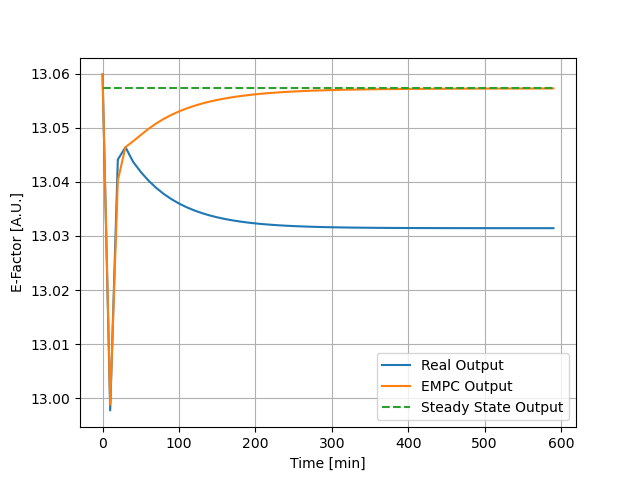 13.06
13.05
13.04
13.03
13.02
13.01
13.00
E-Factor [A.U.]
0
100
200
300
400
500
600
Time [min]
Real Output
EMPC Output
Steady State Output